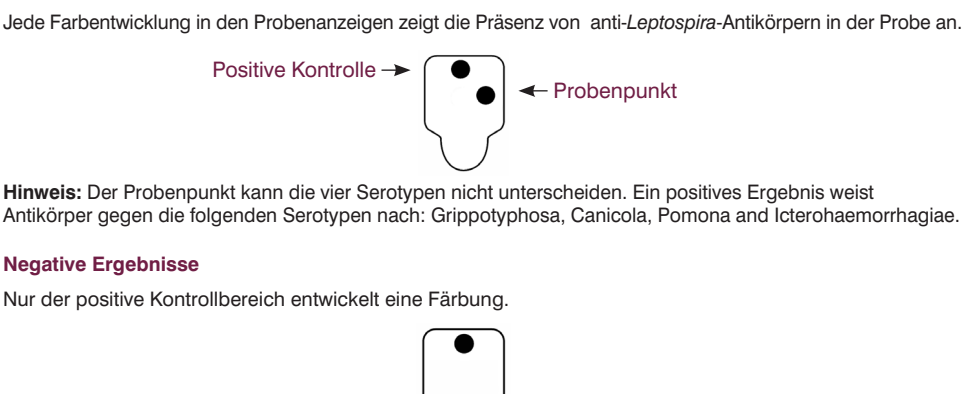 Jede Farbentwicklung in den Probenanzeigen zeigt die Präsenz von anti-Leptospira-Antikörpern in der Probe an.
Positive Kontrolle
Probenpunkt
Hinweis: Der Probenpunkt kann die vier Serotypen nicht unterscheiden. Ein positives Ergebnis weist
Antikörper gegen die folgenden Serotypen nach: Grippotyphosa, Canicola, Pomona and Icterohaemorrhagiae.
Negative Ergebnisse
Nur der positive Kontrollbereich entwickelt eine Färbung.